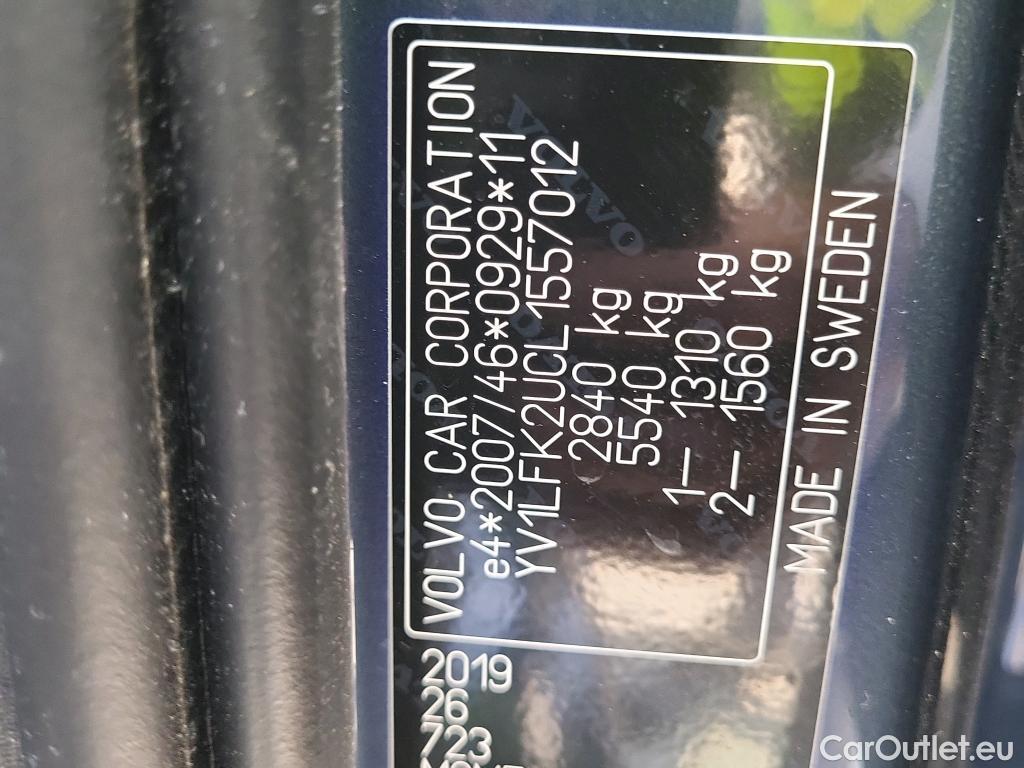 VOLVO CAR CORPORATION
e4*2007/46*0929*11
YV1LFK2UCL1557012
2840 kg
5540 kg
1– 1310 kg
2– 1560 kg
MADE IN SWEDEN
2019
26
723
CarOutlet.eu